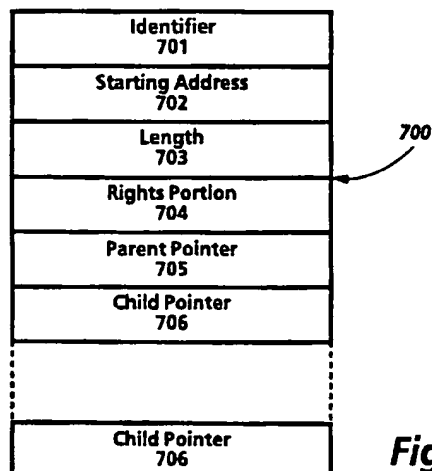 Identifier
701
Starting Address
702
Length
703
700
Rights Portion
704
Parent Pointer
705
Child Pointer
706
Child Pointer
706
Fig